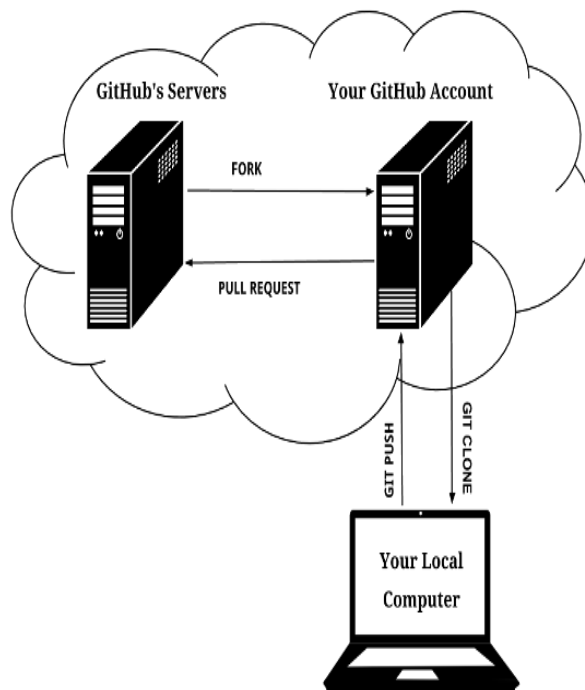 GitHub's Servers
Your GitHub Account
FORK
PULL REQUEST
GIT PUSH
GIT CLONE
Your Local
Computer